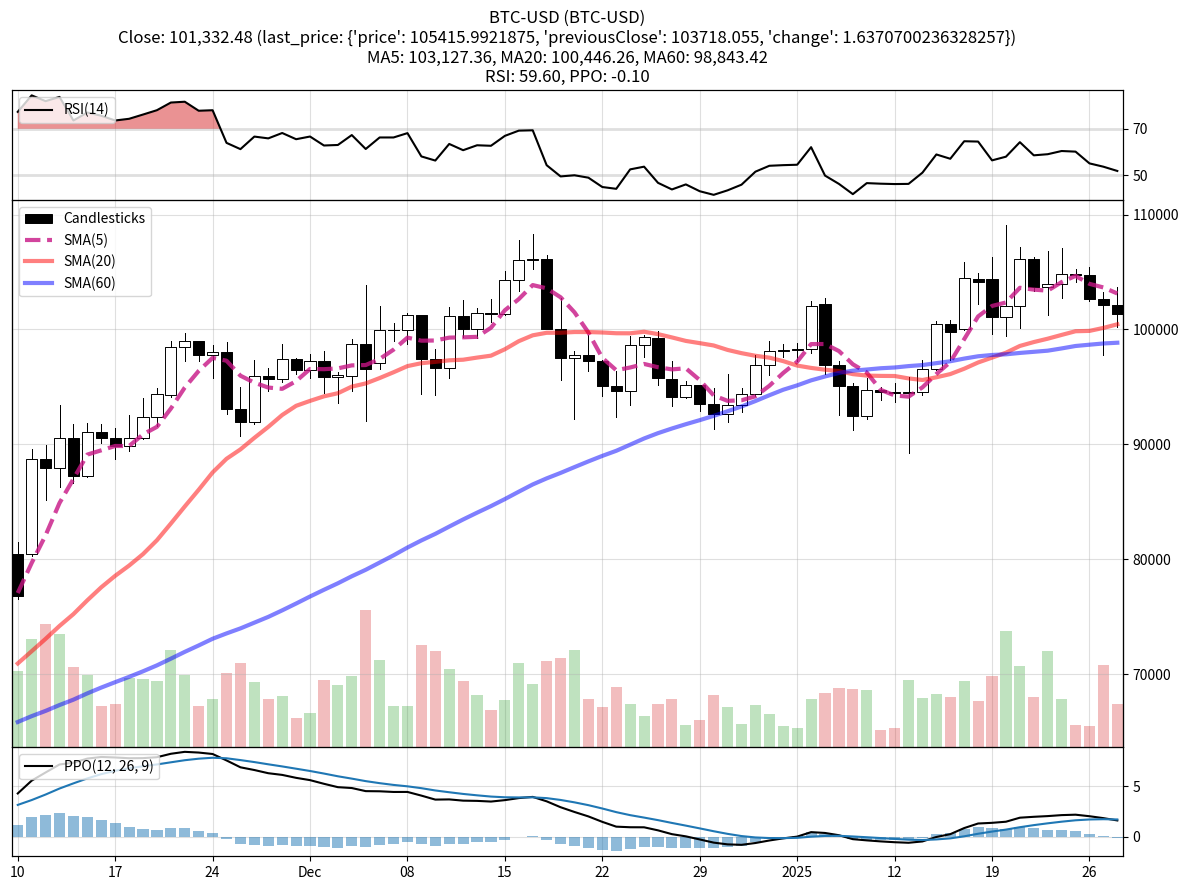 BTC-USD (BTC-USD)
Close: 101,332.48 (last_price: {'price': 105415.9921875, 'previousClose': 103718.055, 'change': 1.6370700236328257})
MA5: 103,127.36, MA20: 100,446.26, MA60: 98,843.42
RSI: 59.60, PPO: -0.10
RSI(14)
70
50
Candlesticks
SMA(5)
SMA(20)
SMA(60)
110000
100000
90000
80000
70000
PPO(12, 26, 9)
5
0
10 17 24 Dec 08 15 22 29 2025 12 19 26